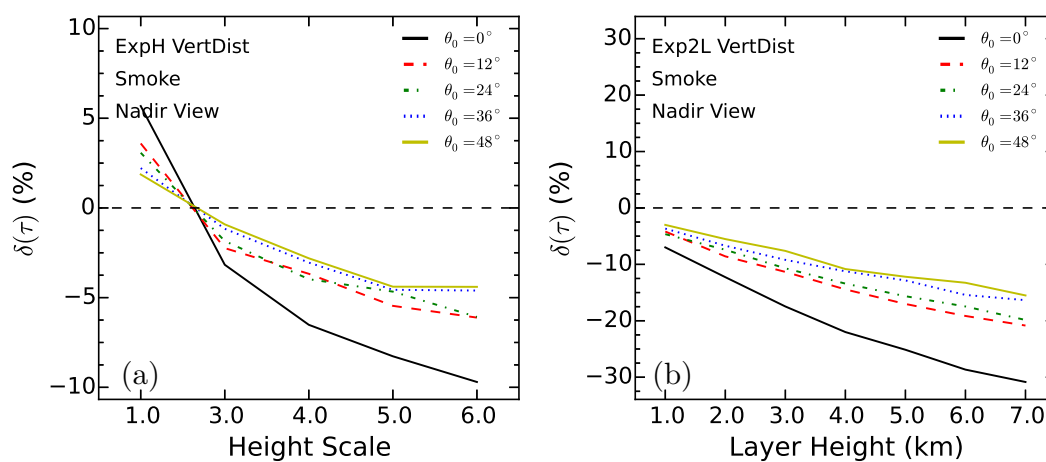 ExpH VertDist
Smoke
Nadir View
θ₀ =0°
θ₀ =12°
θ₀ =24°
θ₀ =36°
θ₀ =48°
10
5
0
−5
−10
δ(τ) (%)
(a)
1.0 3.0 4.0 5.0 6.0
Height Scale
Exp2L VertDist
Smoke
Nadir View
θ₀ =0°
θ₀ =12°
θ₀ =24°
θ₀ =36°
θ₀ =48°
30
20
10
0
−10
−20
−30
δ(τ) (%)
(b)
1.0 2.0 3.0 4.0 5.0 6.0 7.0
Layer Height (km)